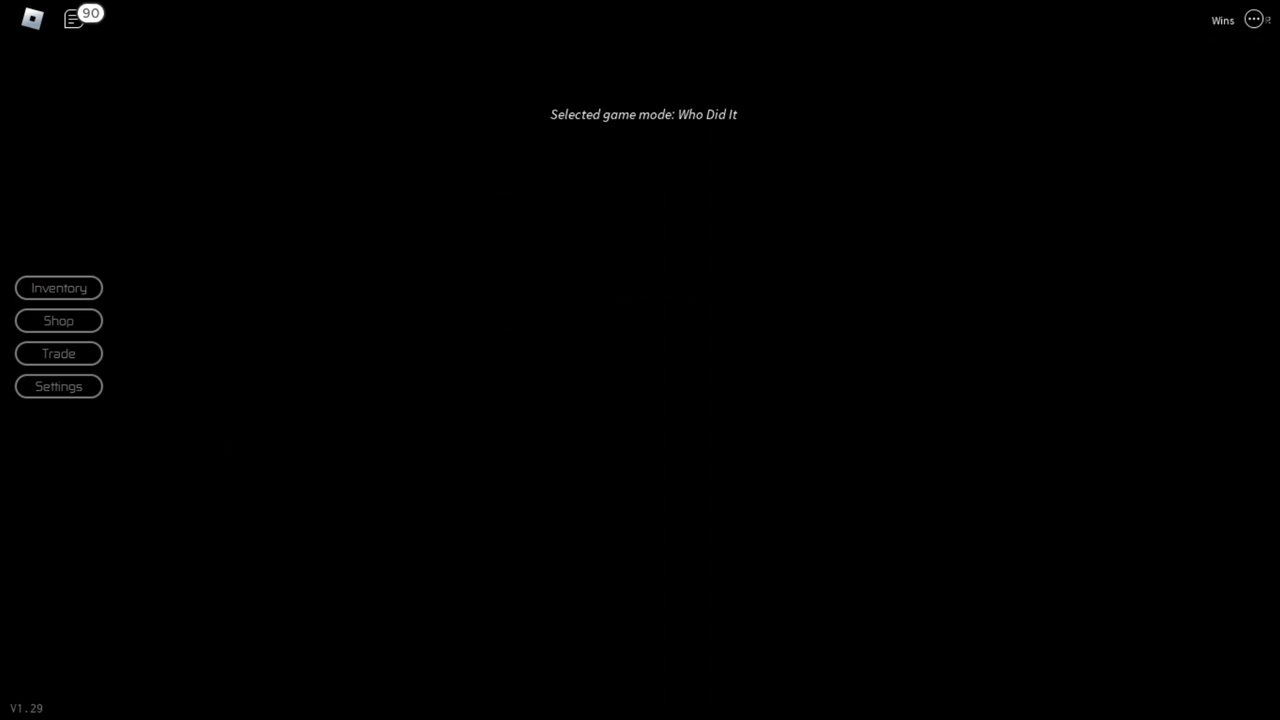 90
Wins
Selected game mode: Who Did It
Inventory
Shop
Trade
Settings
V1.29